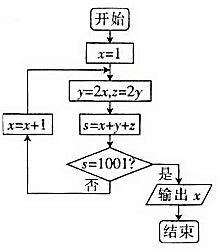 开始
x=1
y=2x,z=2y
x=x+1
s=x+y+z
s=1001?
是
否
输出 x
结束